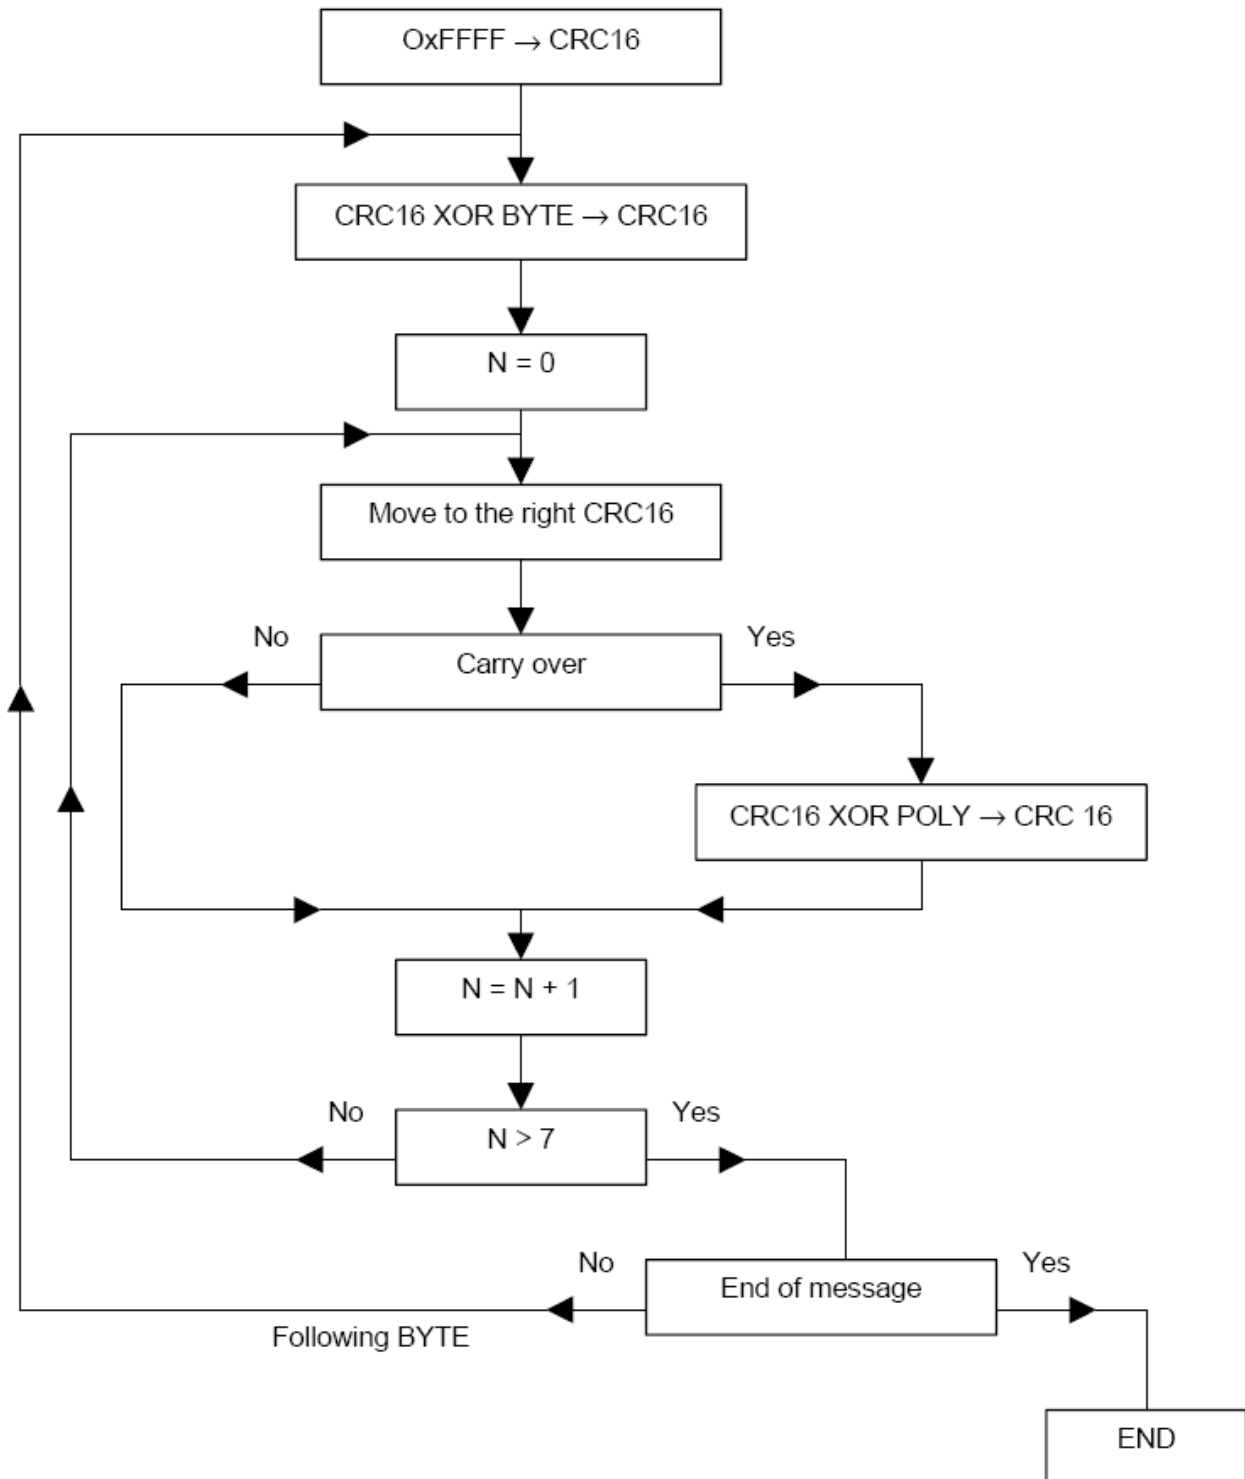 OxFFFF → CRC16
CRC16 XOR BYTE → CRC16
N = 0
Move to the right CRC16
No
Carry over
Yes
CRC16 XOR POLY → CRC 16
N = N + 1
No
N > 7
Yes
No
End of message
Yes
Following BYTE
END